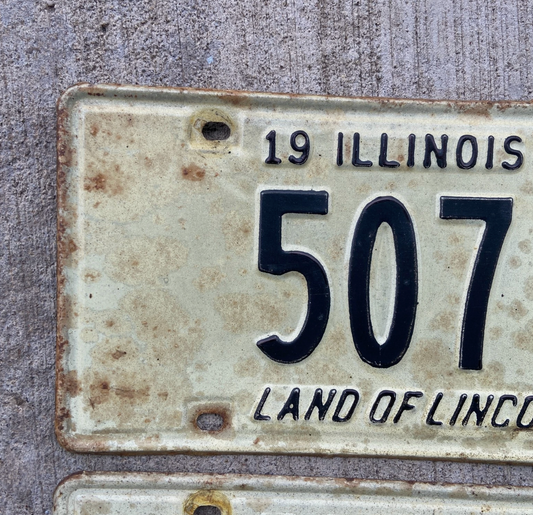 19 ILLINOIS
507
LAND OF LINCO